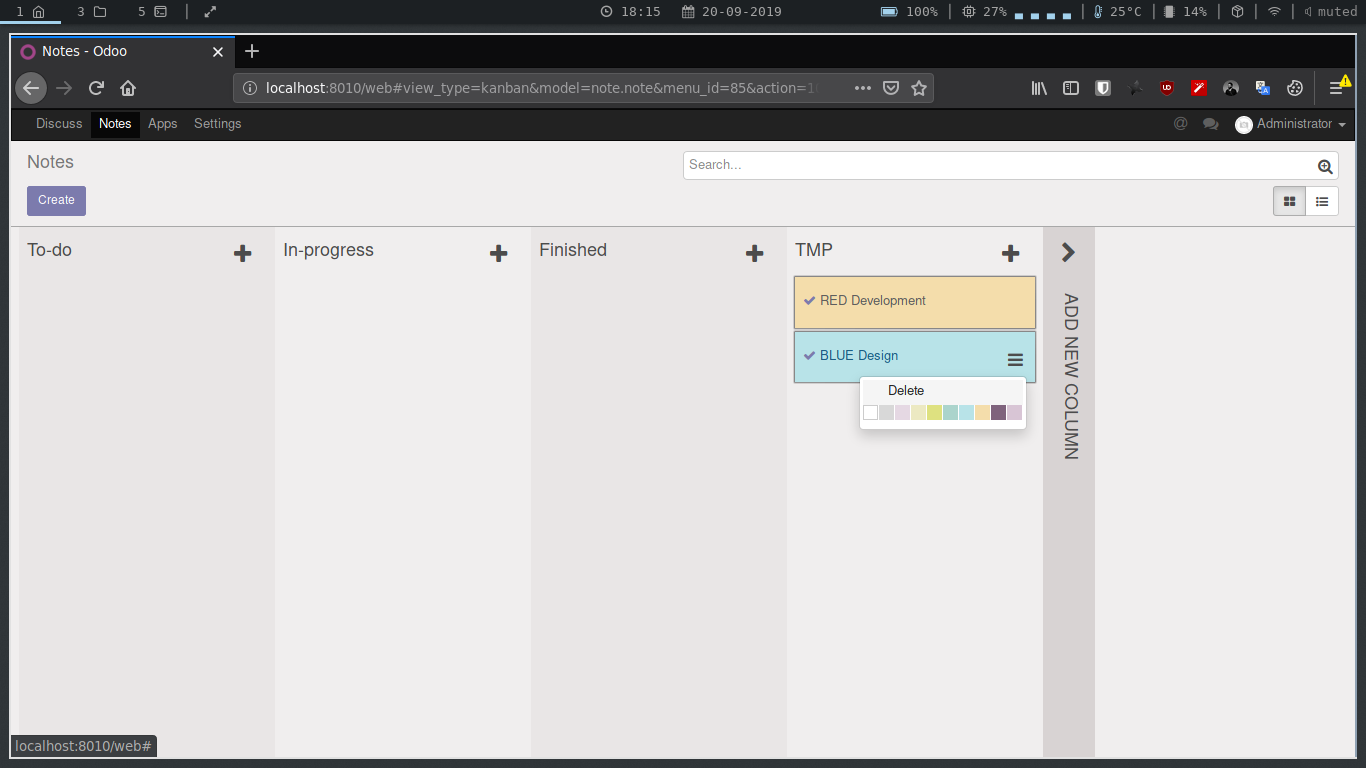 1 3 5 18:15 20-09-2019 100% 27% 25°C 14% muted
Notes - Odoo
localhost:8010/web#view_type=kanban&model=note.note&menu_id=85&action=1
Discuss Notes Apps Settings @ Administrator
Notes
Search...
Create
To-do
In-progress
Finished
TMP
RED Development
BLUE Design
Delete
ADD NEW COLUMN
localhost:8010/web#